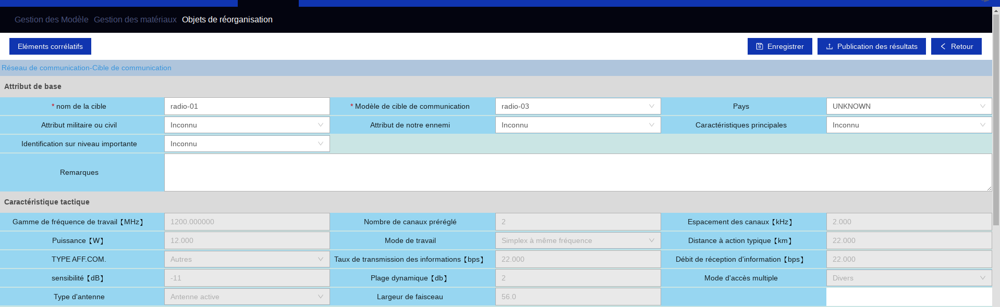 Gestion des Modèle Gestion des matériaux Objets de réorganisation
Eléments corrélatifs Enregistrer Publication des résultats Retour
Réseau de communication-Cible de communication
Attribut de base
* nom de la cible radio-01 * Modèle de cible de communication radio-03 Pays UNKNOWN
Attribut militaire ou civil Inconnu Attribut de notre ennemi Inconnu Caractéristiques principales Inconnu
Identification sur niveau importante Inconnu
Remarques
Caractéristique tactique
Gamme de fréquence de travail【MHz】 1200.000000 Nombre de canaux préréglé 2 Espacement des canaux【kHz】 2.000
Puissance【W】 12.000 Mode de travail Simplex à même fréquence Distance à action typique【km】 22.000
TYPE AFF.COM. Autres Taux de transmission des informations【bps】 22.000 Débit de réception d'information【bps】 22.000
sensibilité【dB】 -11 Plage dynamique【db】 2 Mode d'accès multiple Divers
Type d'antenne Antenne active Largeur de faisceau 56.0